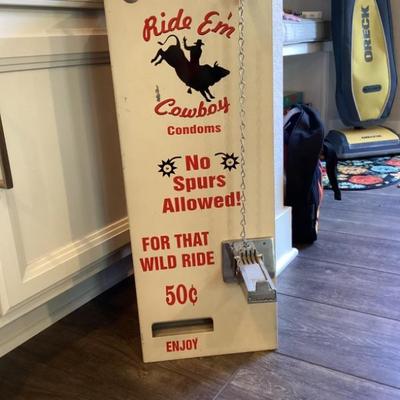 Ride Em
Cowboy
Condoms
No
Spurs
Allowed!
FOR THAT
WILD RIDE
50¢
ENJOY
ORECK